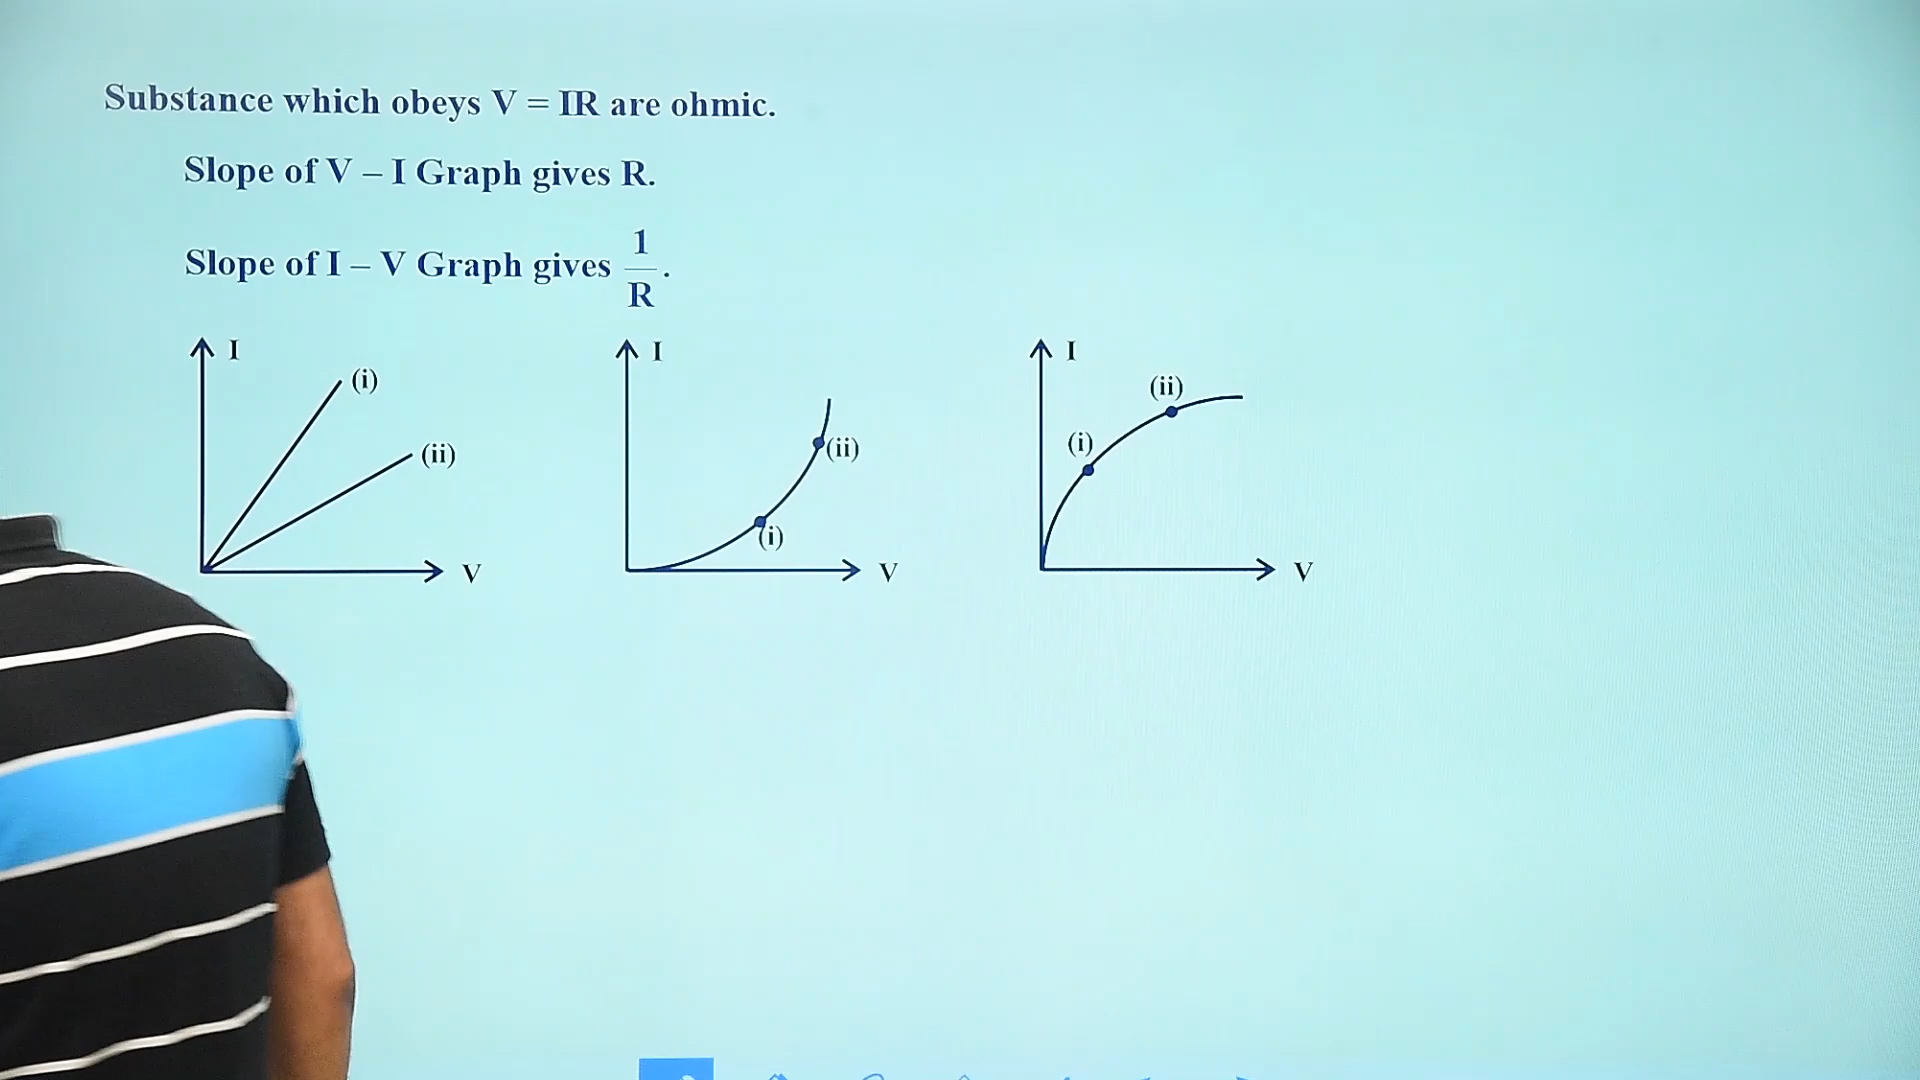 Substance which obeys V = IR are ohmic.
Slope of V – I Graph gives R.
Slope of I – V Graph gives 1/R.
I
(i)
(ii)
V
I
(ii)
(i)
V
I
(ii)
(i)
V